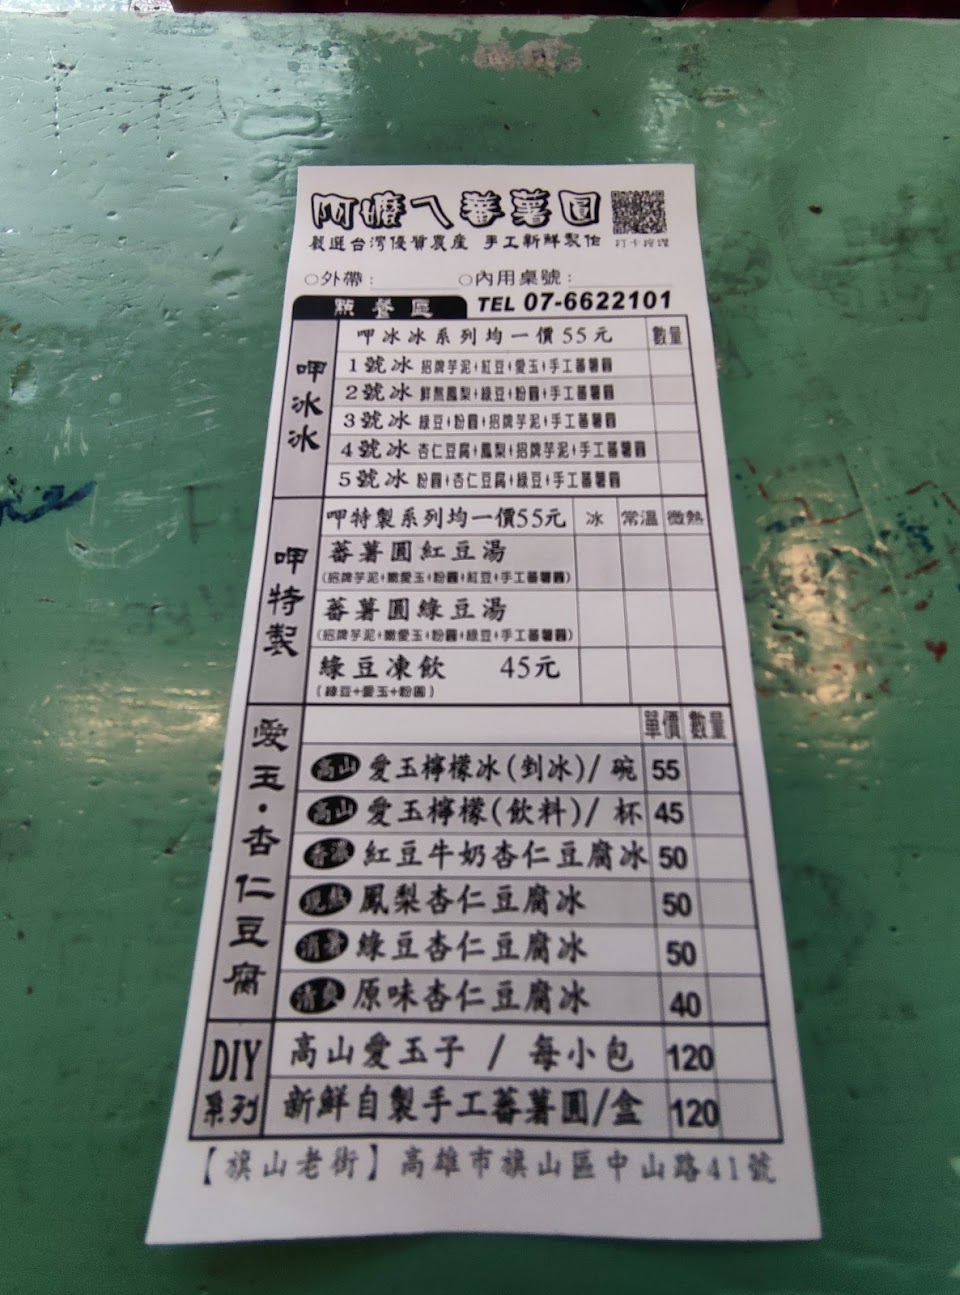 阿嬤ㄟ蕃薯圓
嚴選台灣優質農產 手工新鮮製作
○外帶: ○內用桌號:
點餐區 TEL 07-6622101
呷冰冰
呷冰冰系列均一價55元 數量
1號冰 招牌芋泥+紅豆+愛玉+手工蕃薯圓
2號冰 鮮熬鳳梨+綠豆+粉圓+手工蕃薯圓
3號冰 綠豆+粉圓+招牌芋泥+手工蕃薯圓
4號冰 杏仁豆腐+鳳梨+招牌芋泥+手工蕃薯圓
5號冰 粉圓+杏仁豆腐+綠豆+手工蕃薯圓
呷特製
呷特製系列均一價55元 冰 常溫 微熱
蕃薯圓紅豆湯
(招牌芋泥+嫩愛玉+粉圓+紅豆+手工蕃薯圓)
蕃薯圓綠豆湯
(招牌芋泥+嫩愛玉+粉圓+綠豆+手工蕃薯圓)
綠豆凍飲 45元
(綠豆+愛玉+粉圓)
愛玉·杏仁豆腐
單價 數量
高山 愛玉檸檬冰(剉冰)/碗 55
高山 愛玉檸檬(飲料)/杯 45
香濃 紅豆牛奶杏仁豆腐冰 50
現熬 鳳梨杏仁豆腐冰 50
消暑 綠豆杏仁豆腐冰 50
清爽 原味杏仁豆腐冰 40
DIY系列
高山愛玉子 / 每小包 120
新鮮自製手工蕃薯圓/盒 120
【旗山老街】高雄市旗山區中山路41號